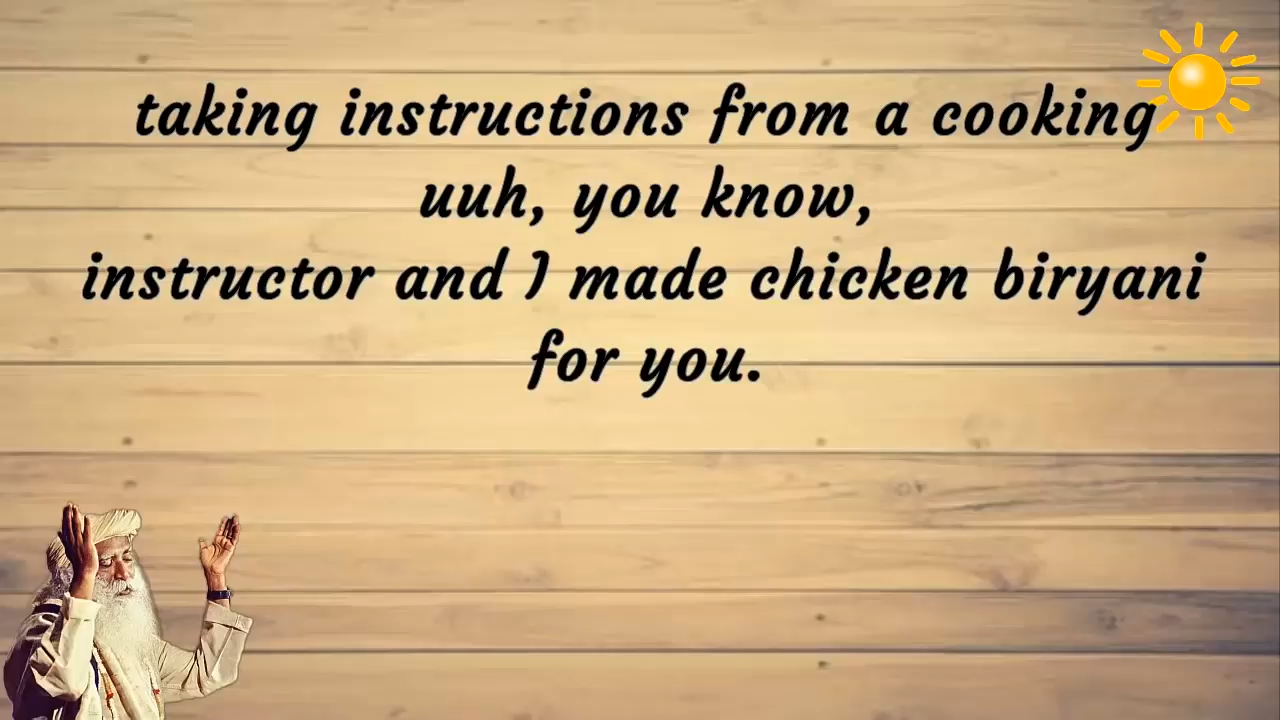 taking instructions from a cooking
uuh, you know,
instructor and I made chicken biryani
for you.